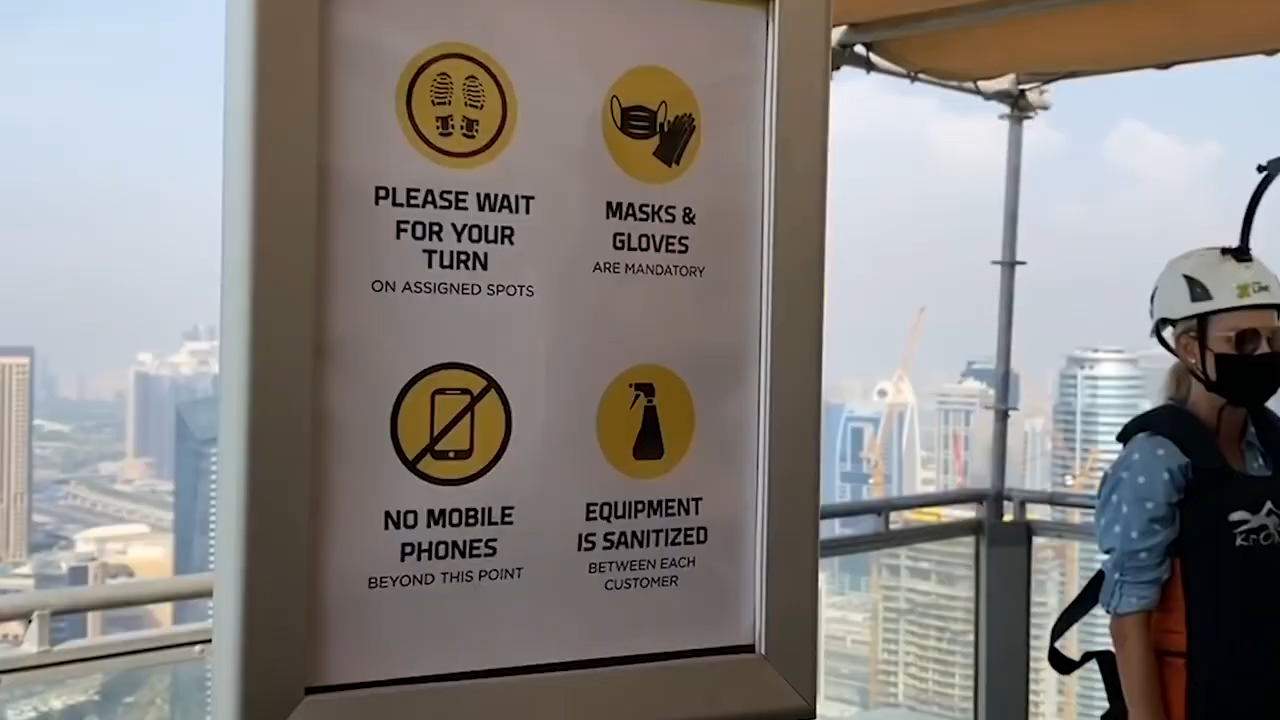 PLEASE WAIT
FOR YOUR
TURN
ON ASSIGNED SPOTS
MASKS &
GLOVES
ARE MANDATORY
NO MOBILE
PHONES
BEYOND THIS POINT
EQUIPMENT
IS SANITIZED
BETWEEN EACH
CUSTOMER